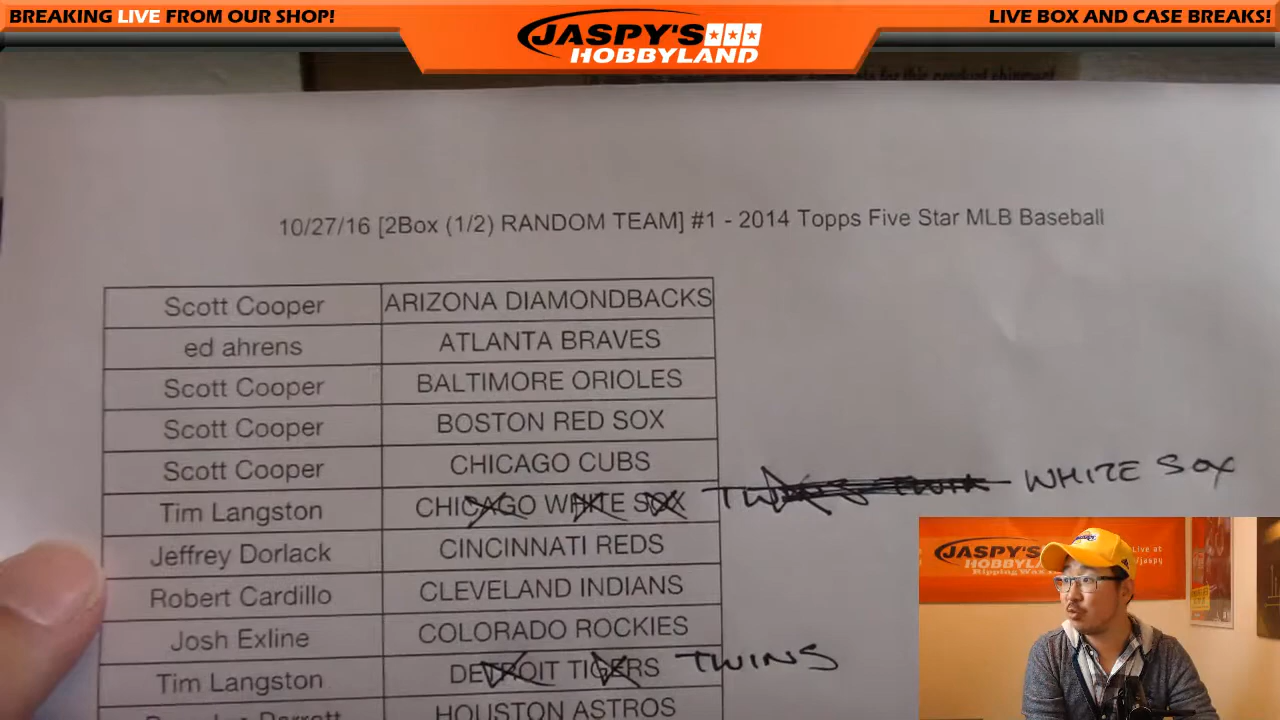 BREAKING LIVE FROM OUR SHOP!
JASPY'S
HOBBYLAND
LIVE BOX AND CASE BREAKS!
10/27/16 [2Box (1/2) RANDOM TEAM] #1 - 2014 Topps Five Star MLB Baseball
Scott Cooper ARIZONA DIAMONDBACKS
ed ahrens ATLANTA BRAVES
Scott Cooper BALTIMORE ORIOLES
Scott Cooper BOSTON RED SOX
Scott Cooper CHICAGO CUBS
Tim Langston CHICAGO WHITE SOX WHITE SOX
Jeffrey Dorlack CINCINNATI REDS
Robert Cardillo CLEVELAND INDIANS
Josh Exline COLORADO ROCKIES
Tim Langston DETROIT TIGERS TWINS
HOUSTON ASTROS
JASPY'S
Live at
/jaspy